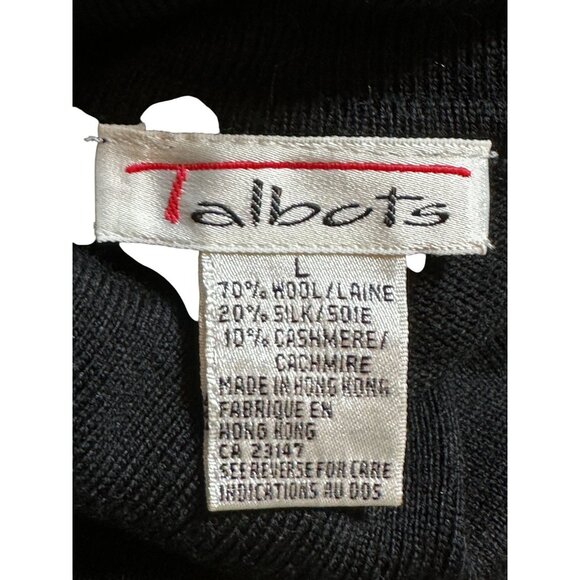 Talbots
L
70% WOOL/LAINE
20% SILK/SOIE
10% CASHMERE/
CACHMIRE
MADE IN HONG KONG
FABRIQUE EN
HONG KONG
CA 23147
SEE REVERSE FOR CARE
INDICATIONS AU DOS